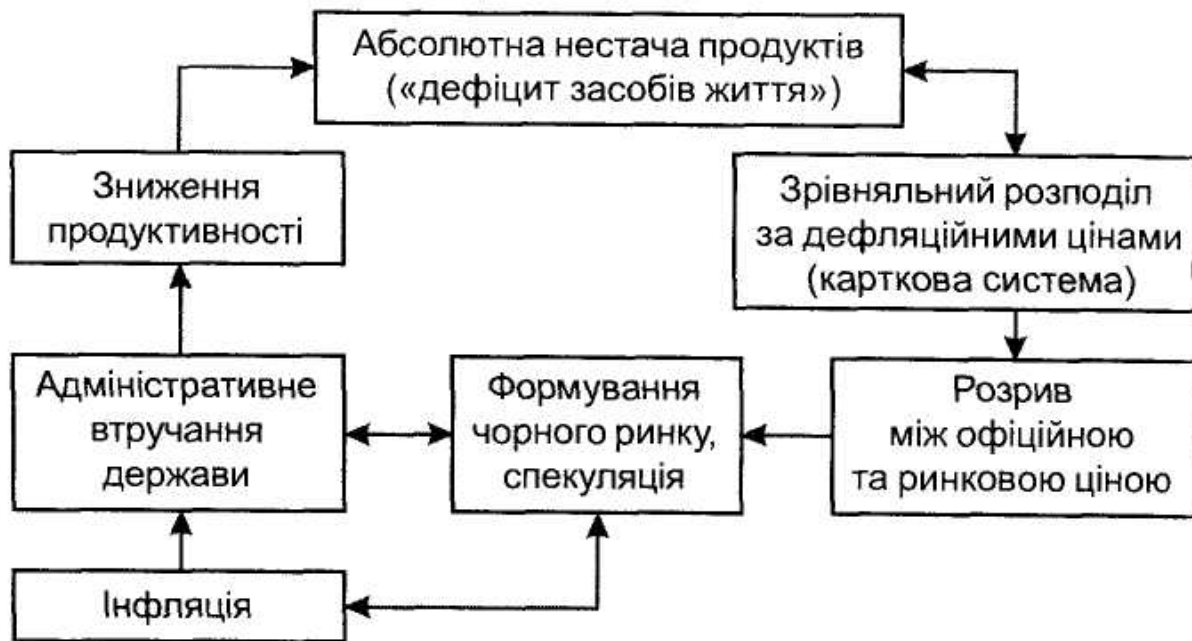 Абсолютна нестача продуктів
(«дефіцит засобів життя»)
Зниження
продуктивності
Зрівняльний розподіл
за дефляційними цінами
(карткова система)
Адміністративне
втручання
держави
Формування
чорного ринку,
спекуляція
Розрив
між офіційною
та ринковою ціною
Інфляція